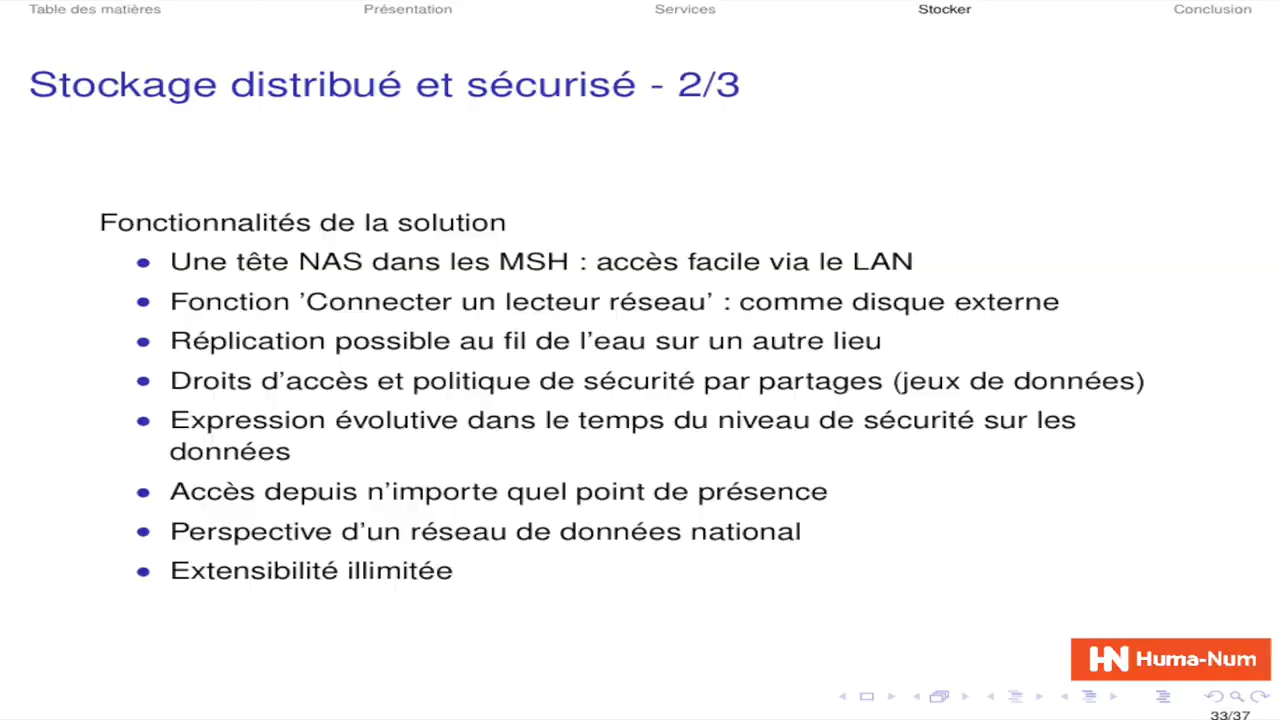 Table des matières Présentation Services Stocker Conclusion
Stockage distribué et sécurisé - 2/3
Fonctionnalités de la solution
Une tête NAS dans les MSH : accès facile via le LAN
Fonction 'Connecter un lecteur réseau' : comme disque externe
Réplication possible au fil de l'eau sur un autre lieu
Droits d'accès et politique de sécurité par partages (jeux de données)
Expression évolutive dans le temps du niveau de sécurité sur les
données
Accès depuis n'importe quel point de présence
Perspective d'un réseau de données national
Extensibilité illimitée
HN Huma-Num
33/37